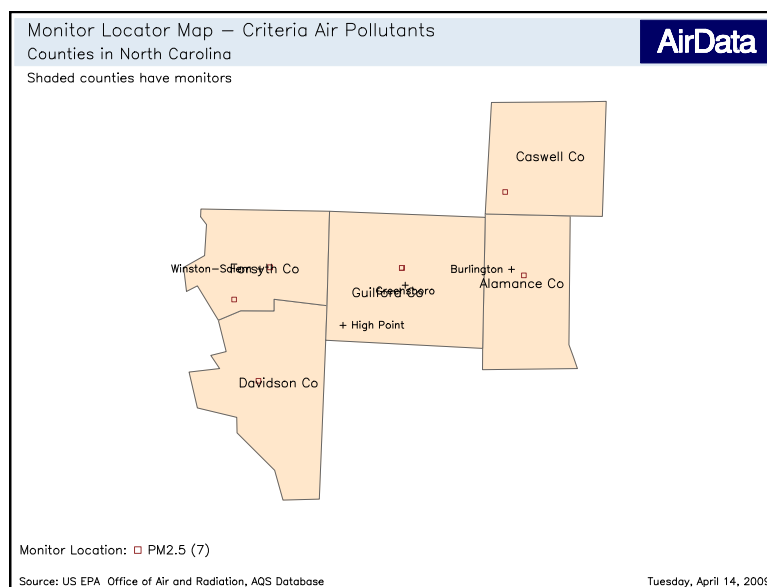 Monitor Locator Map – Criteria Air Pollutants
Counties in North Carolina
AirData
Shaded counties have monitors
Caswell Co
Winston–Salem
Forsyth Co
Burlington
Alamance Co
Greensboro
Guilford Co
High Point
Davidson Co
Monitor Location: PM2.5 (7)
Source: US EPA Office of Air and Radiation, AQS Database
Tuesday, April 14, 2009